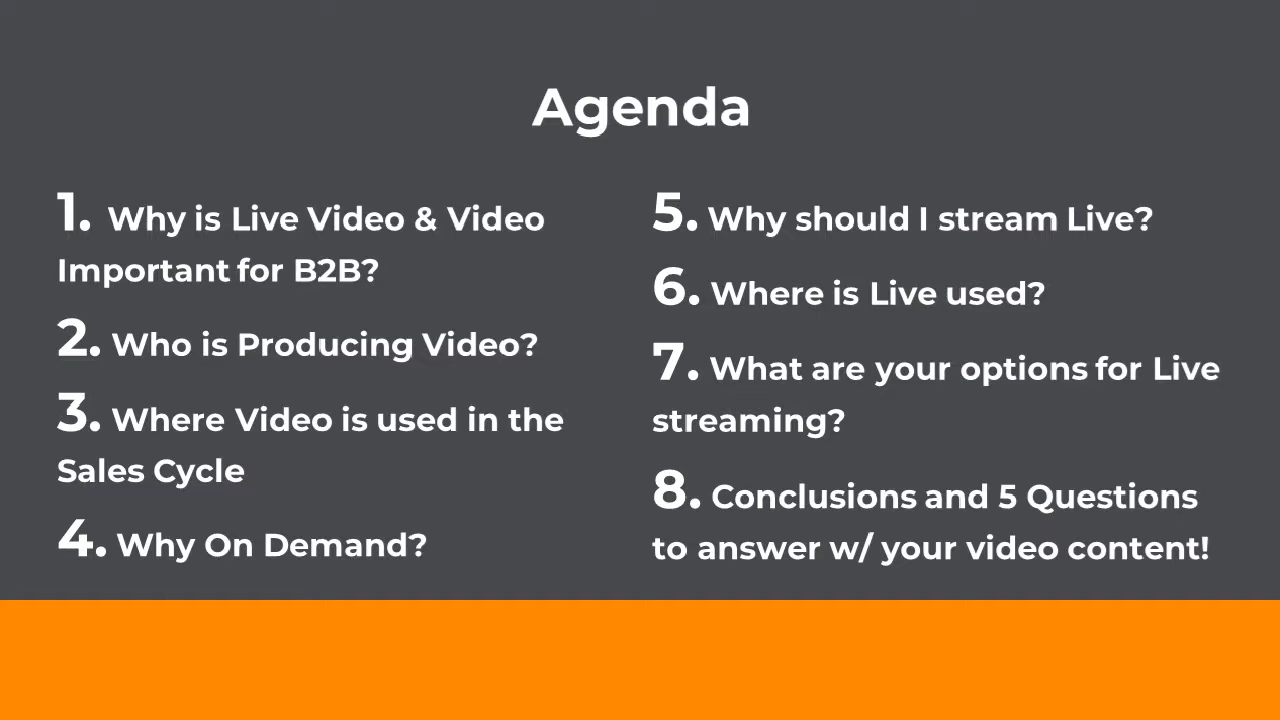 Agenda
1. Why is Live Video & Video
Important for B2B?
2. Who is Producing Video?
3. Where Video is used in the
Sales Cycle
4. Why On Demand?
5. Why should I stream Live?
6. Where is Live used?
7. What are your options for Live
streaming?
8. Conclusions and 5 Questions
to answer w/ your video content!